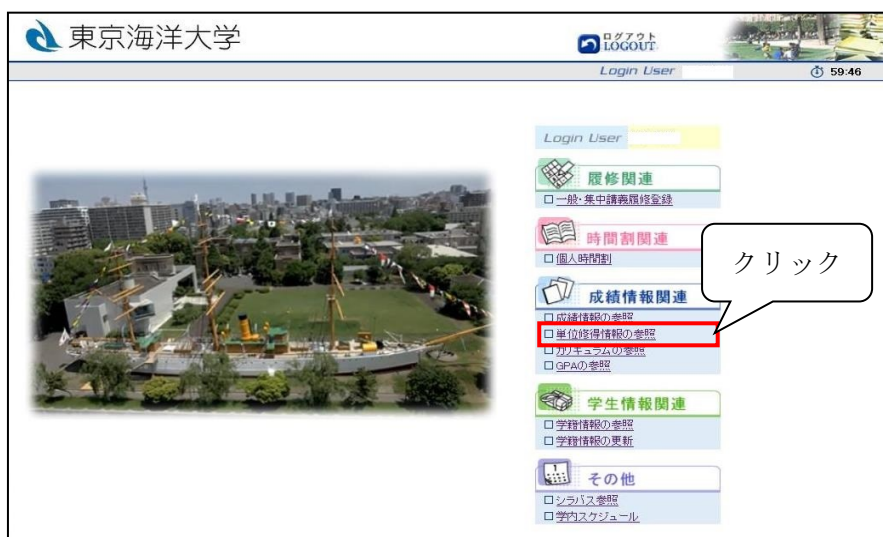 東京海洋大学
ログアウト
LOGOUT
Login User
59:46
Login User
履修関連
一般・集中講義履修登録
時間割関連
個人時間割
クリック
成績情報関連
成績情報の参照
単位修得情報の参照
カリキュラムの参照
GPAの参照
学生情報関連
学籍情報の参照
学籍情報の更新
その他
シラバス参照
学内スケジュール